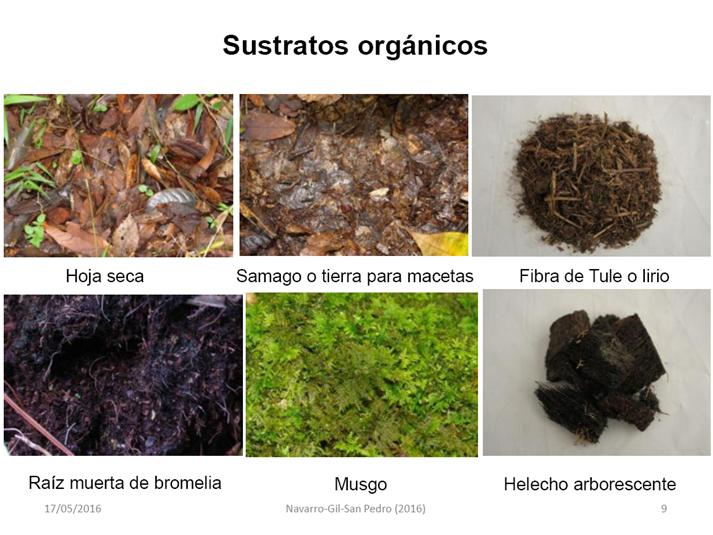 Sustratos orgánicos
Hoja seca
Samago o tierra para macetas
Fibra de Tule o lirio
Raíz muerta de bromelia
Musgo
Helecho arborescente
17/05/2016
Navarro-Gil-San Pedro (2016)
9